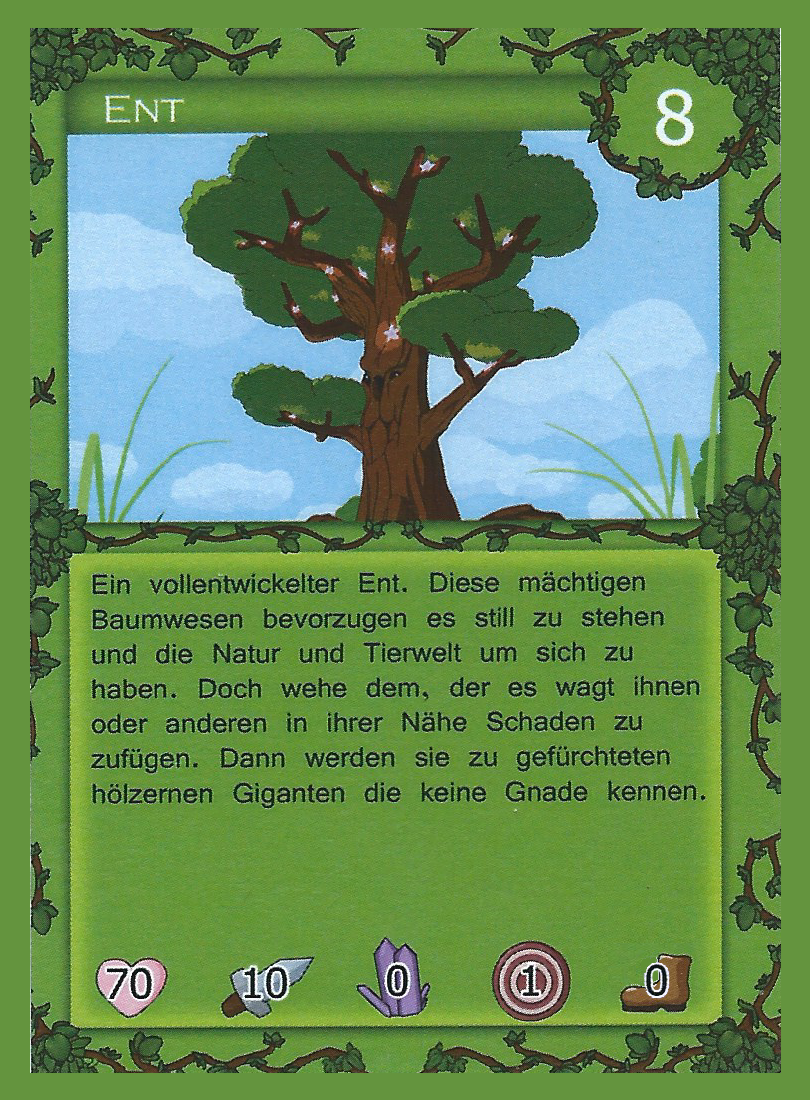 Ent
8
Ein vollentwickelter Ent. Diese mächtigen
Baumwesen bevorzugen es still zu stehen
und die Natur und Tierwelt um sich zu
haben. Doch wehe dem, der es wagt ihnen
oder anderen in ihrer Nähe Schaden zu
zufügen. Dann werden sie zu gefürchteten
hölzernen Giganten die keine Gnade kennen.
70 10 0 1 0